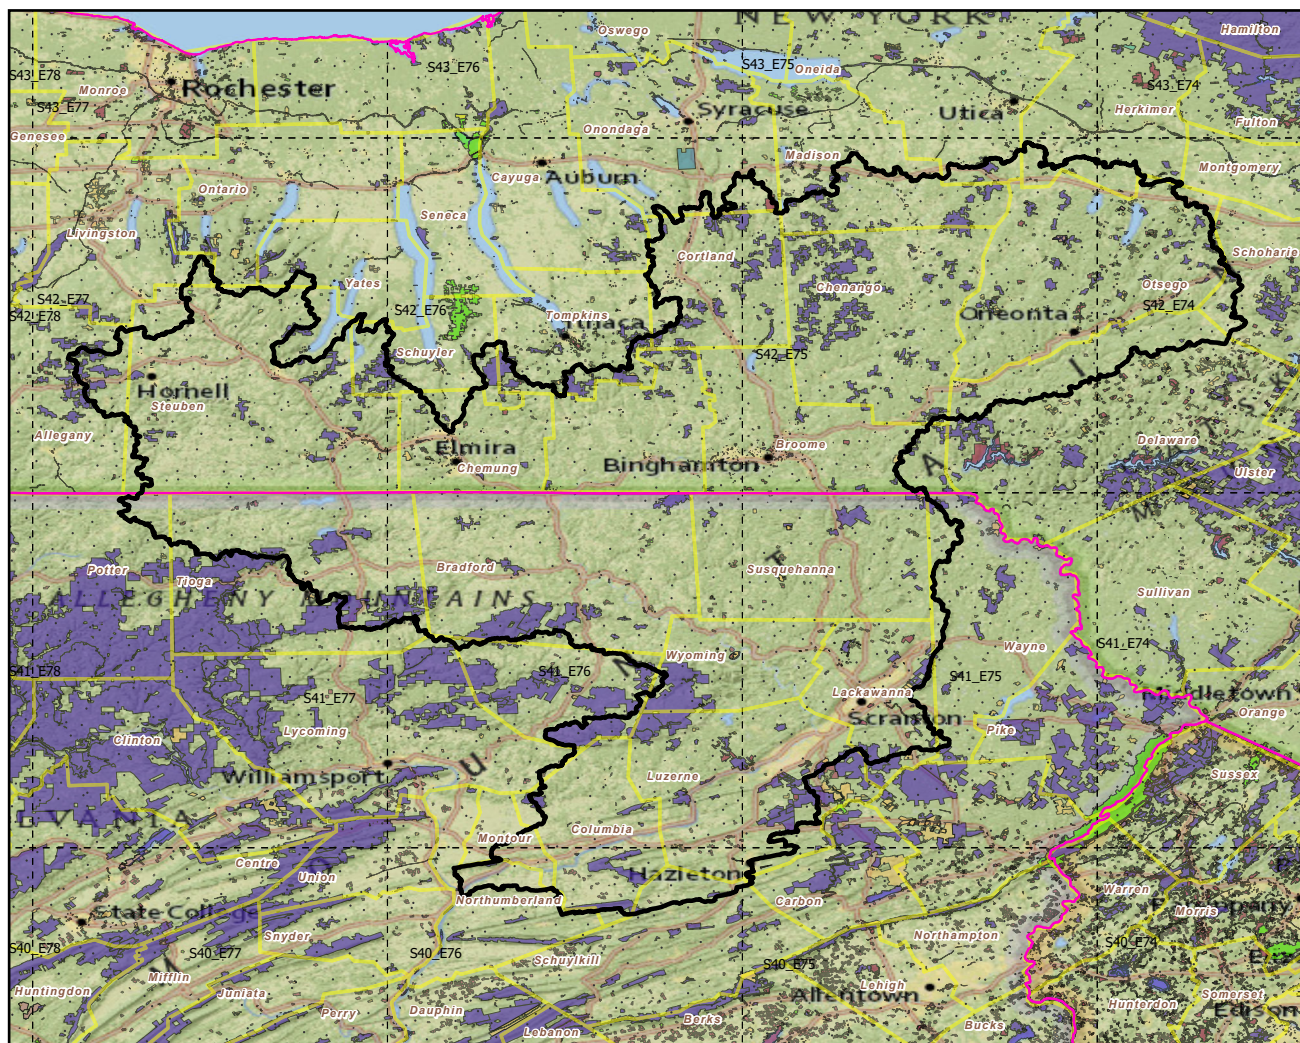 NEW YORK
Oswego
Hamilton
S43_E78
S43_E76
S43_E75
Oneida
S43_E74
Monroe
Rochester
S43_E77
Syracuse
Utica
Herkimer
Fulton
Genesee
Onondaga
Madison
Montgomery
Cayuga
Auburn
Ontario
Seneca
Livingston
Cortland
Schoharie
Yates
Chenango
Otsego
S42_E77
S42_E78
S42_E76
Tompkins
Ithaca
Oneonta
S42_E74
Schuyler
S42_E75
Hornell
Steuben
Allegany
Elmira
Chemung
Binghamton
Broome
Delaware
Ulster
Potter
Tioga
Bradford
Susquehanna
ALLEGHENY MOUNTAINS
Sullivan
Wayne
S41_E74
Wyoming
S41_E78
S41_E77
S41_E76
S41_E75
Lackawanna
Scranton
Middletown
Orange
Clinton
Lycoming
Pike
Williamsport
Luzerne
Sussex
LVANIA
Montour
Columbia
Centre
Union
Hazleton
Northumberland
Carbon
Warren
Morris
State College
Snyder
Northampton
S40_E78
S40_E77
S40_E76
S40_E75
S40_E74
Schuylkill
Mifflin
Huntingdon
Juniata
Lehigh
Allentown
Somerset
Hunterdon
Edison
Perry
Dauphin
Lebanon
Berks
Bucks